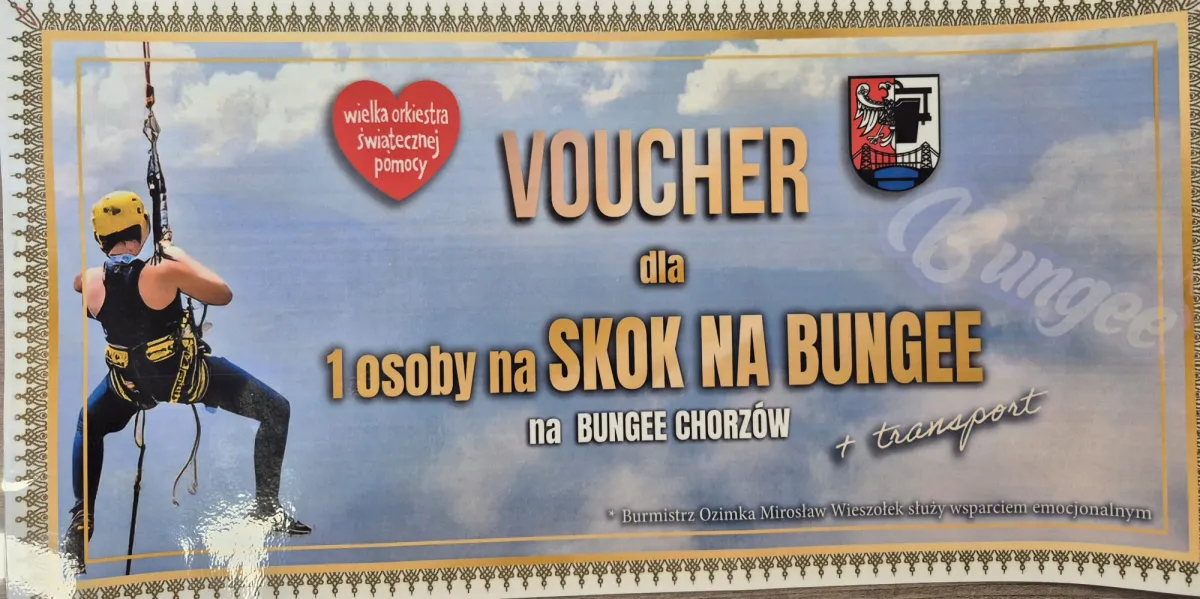 wielka orkiestra
świątecznej
pomocy
VOUCHER
dla
1 osoby na SKOK NA BUNGEE
na BUNGEE CHORZÓW
+ transport
Bungee
* Burmistrz Ozimka Mirosław Wieszołek służy wsparciem emocjonalnym